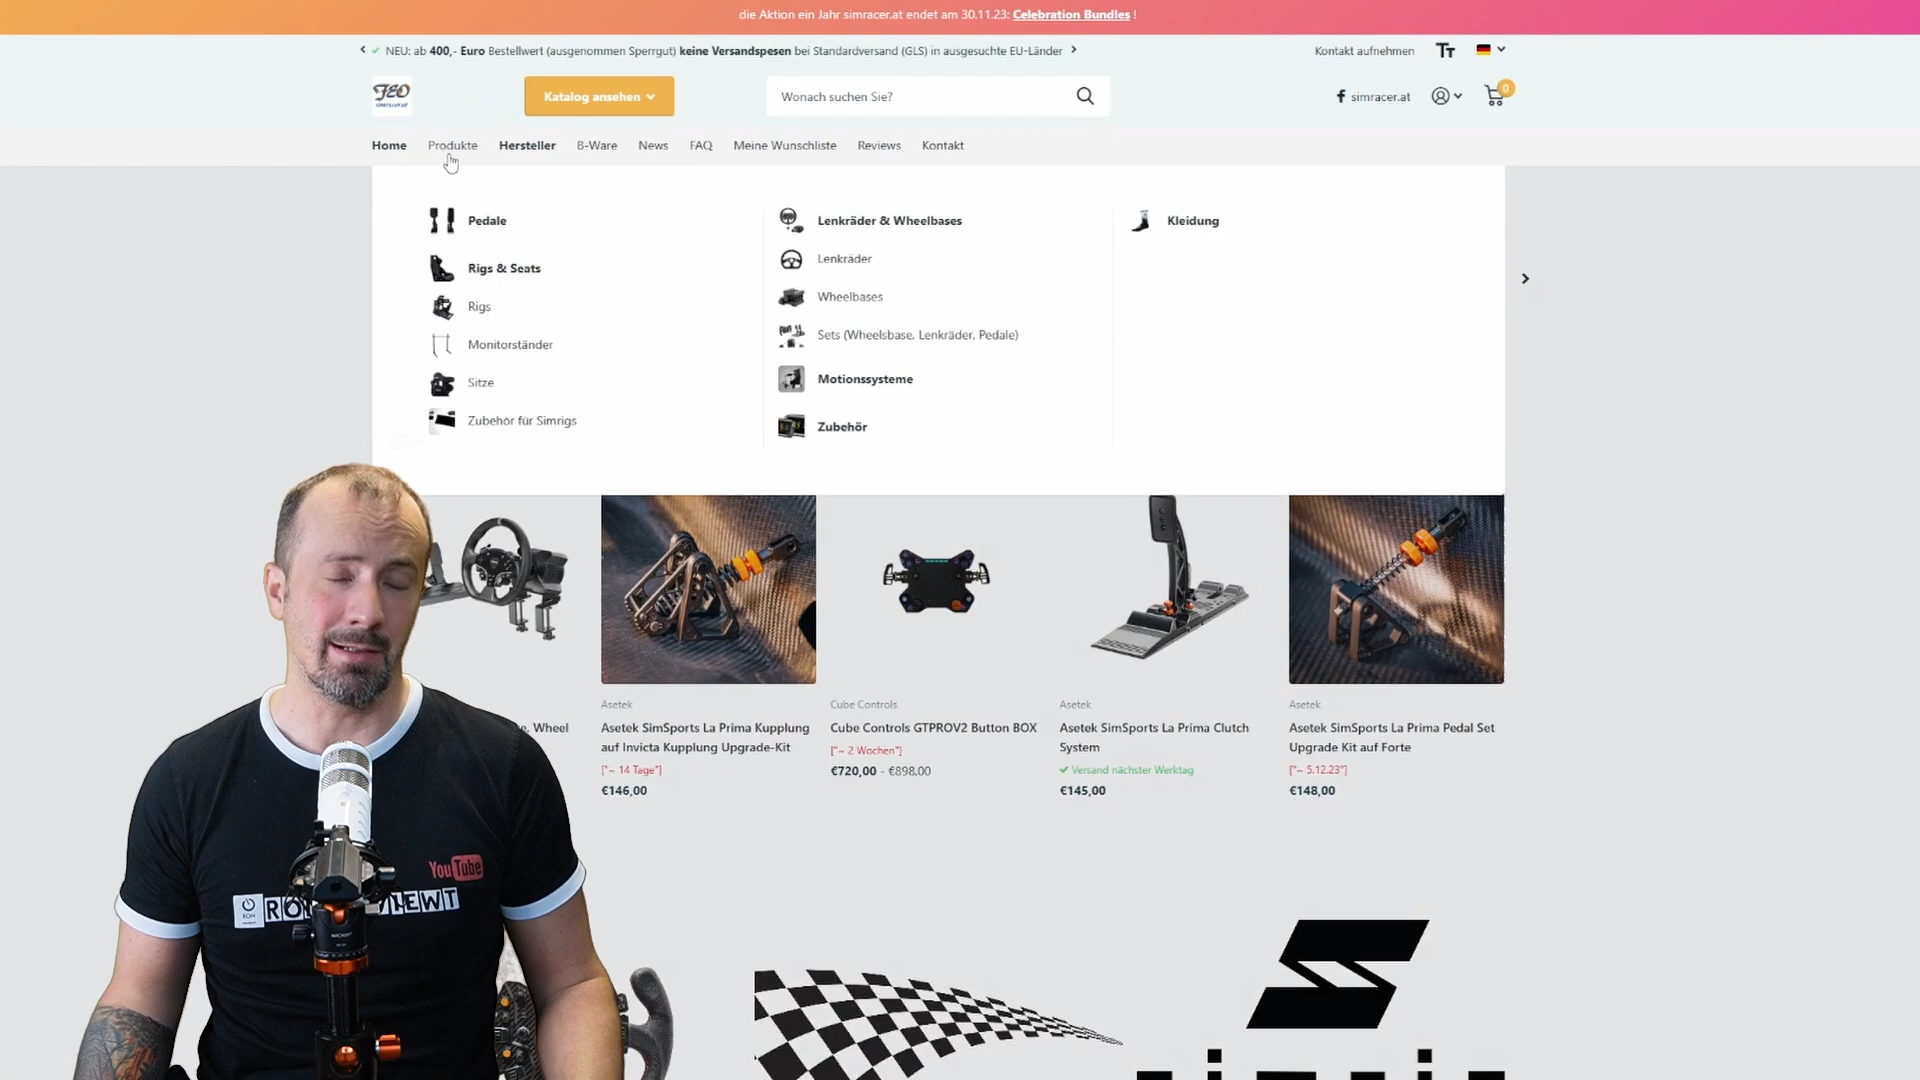 die Aktion ein Jahr simracer.at endet am 30.11.23: Celebration Bundles !
NEU: ab 400,- Euro Bestellwert (ausgenommen Sperrgut) keine Versandspesen bei Standardversand (GLS) in ausgesuchte EU-Länder
Kontakt aufnehmen
TT
Katalog ansehen
Wonach suchen Sie?
simracer.at
0
Home Produkte Hersteller B-Ware News FAQ Meine Wunschliste Reviews Kontakt
Pedale
Rigs & Seats
Rigs
Monitorständer
Sitze
Zubehör für Simrigs
Lenkräder & Wheelbases
Lenkräder
Wheelbases
Sets (Wheelsbase, Lenkräder, Pedale)
Motionssysteme
Zubehör
Kleidung
Wheel
Asetek
Asetek SimSports La Prima Kupplung
auf Invicta Kupplung Upgrade-Kit
["~ 14 Tage"]
€146,00
Cube Controls
Cube Controls GTPROV2 Button BOX
["~ 2 Wochen"]
€720,00 - €898,00
Asetek
Asetek SimSports La Prima Clutch
System
Versand nächster Werktag
€145,00
Asetek
Asetek SimSports La Prima Pedal Set
Upgrade Kit auf Forte
["~ 5.12.23"]
€148,00
YouTube